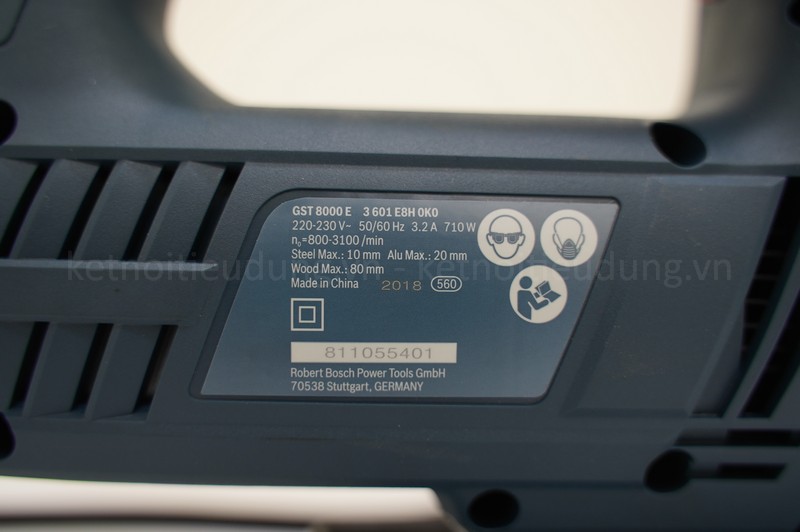 GST 8000 E 3 601 E8H 0K0
220-230 V~ 50/60 Hz 3.2 A 710 W
n₀=800-3100 /min
Steel Max.: 10 mm Alu Max.: 20 mm
Wood Max.: 80 mm
Made in China 2018 560
811055401
Robert Bosch Power Tools GmbH
70538 Stuttgart, GERMANY
ketnoitieudung.vn - ketnoitieudung.vn